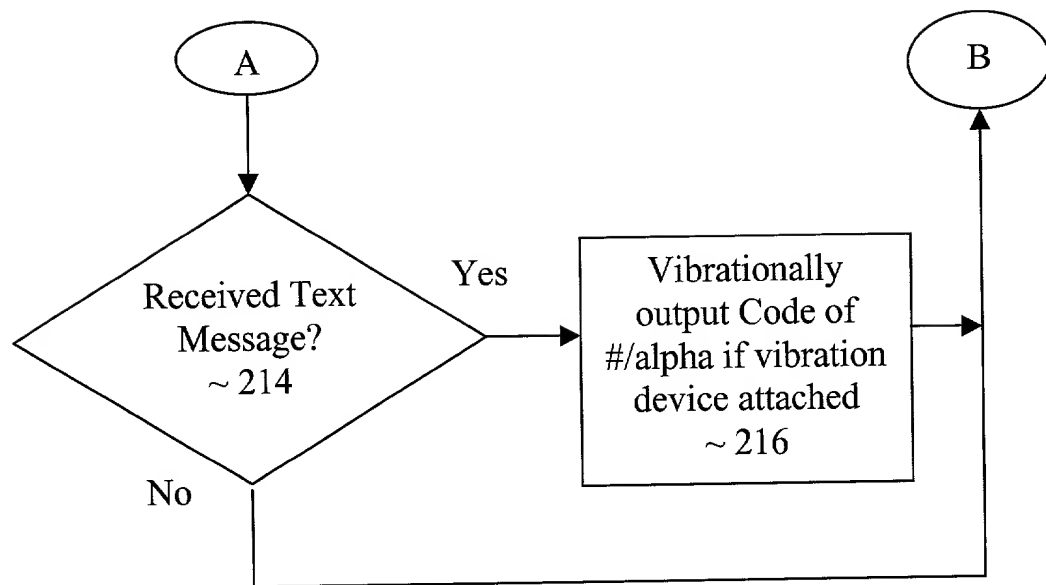 A
B
Received Text
Message?
~ 214
Yes
Vibrationally
output Code of
#/alpha if vibration
device attached
~ 216
No